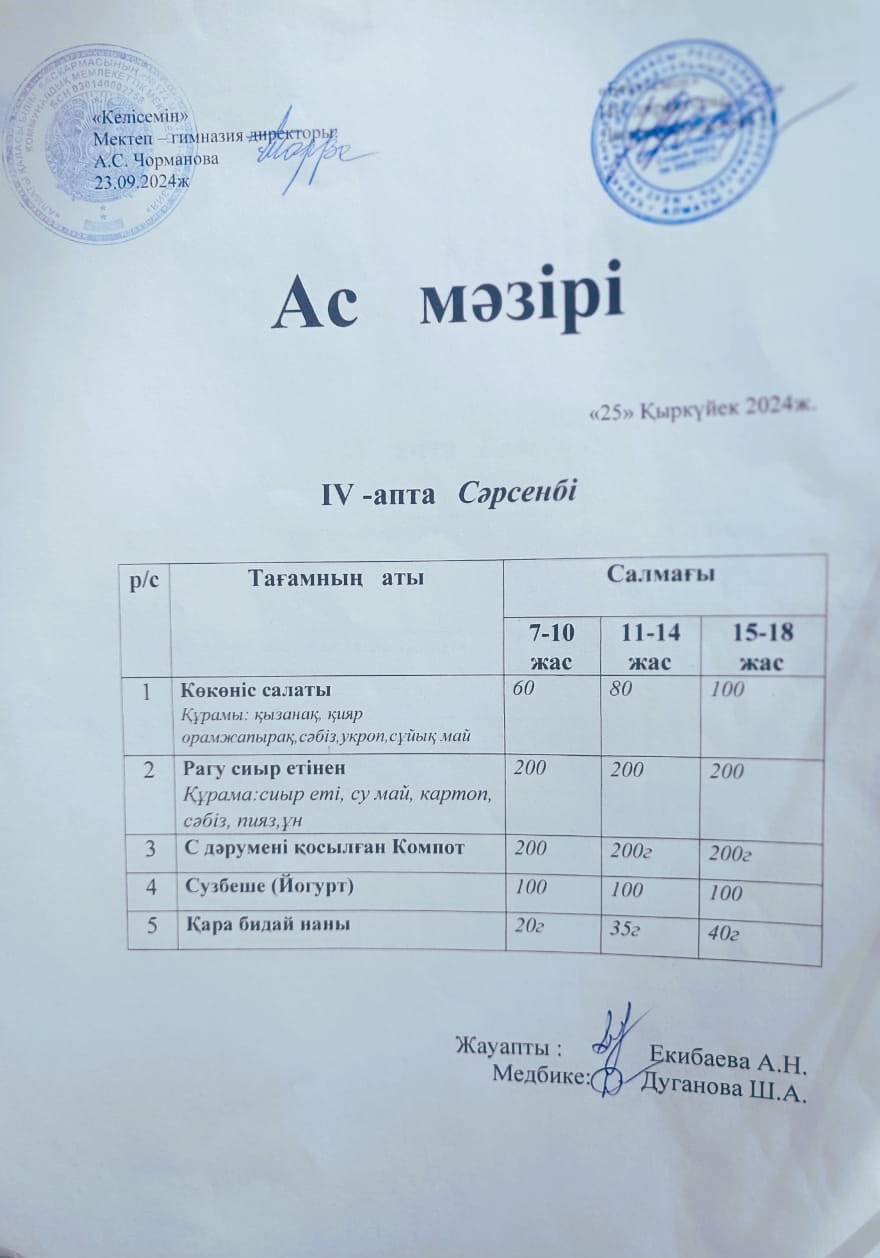 «Келісемін»
Мектеп – гимназия директоры:
А.С. Чорманова
23.09.2024ж
АЛМАТЫ
Ас мәзірі
«25» Қыркүйек 2024ж.
IV -апта Сәрсенбі
р/с Тағамның аты Салмағы
7-10 жас 11-14 жас 15-18 жас
1 Көкөніс салаты 60 80 100
Құрамы: қызанақ, қияр
орамжапырақ,сәбіз,укроп,сұйық май
2 Рагу сиыр етінен 200 200 200
Құрама:сиыр еті, су май, картоп,
сәбіз, пияз,ұн
3 С дәрумені қосылған Компот 200 200г 200г
4 Сузбеше (Йогурт) 100 100 100
5 Қара бидай наны 20г 35г 40г
Жауапты : Екибаева А.Н.
Медбике: Дуганова Ш.А.